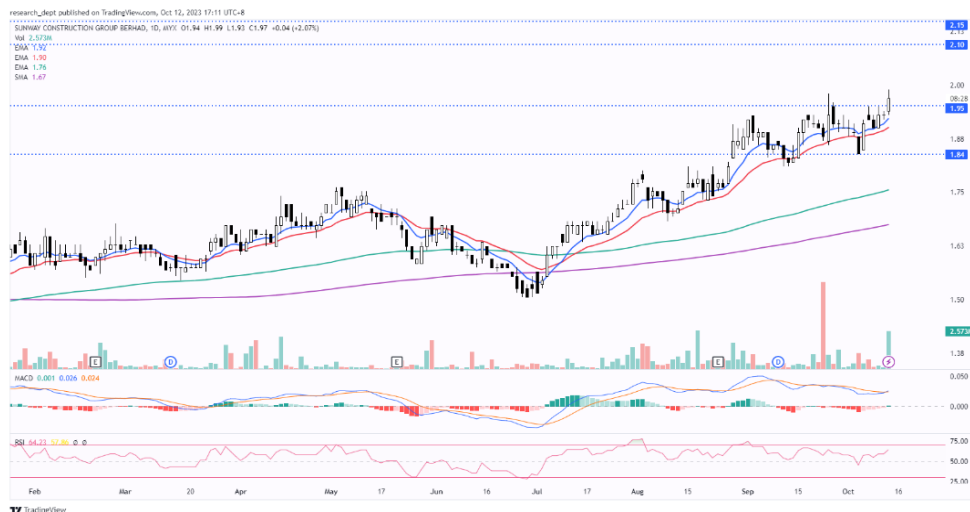 research_dept published on TradingView.com, Oct 12, 2023 17:11 UTC+8
SUNWAY CONSTRUCTION GROUP BERHAD, 1D, MYX O1.94 H1.99 L1.93 C1.97 +0.04 (+2.07%)
Vol 2.573M
EMA 1.92
EMA 1.90
EMA 1.76
SMA 1.67
2.15
2.13
2.10
2.00
08:28
1.95
1.88
1.84
1.75
1.63
1.50
2.573M
1.38
E
D
E
E
D
MACD 0.001 0.026 0.024
0.050
0.000
RSI 64.23 57.86 Ø Ø
75.00
50.00
25.00
Feb Mar 20 Apr May 17 Jun 16 Jul 17 Aug 15 Sep 15 Oct 16
TradingView